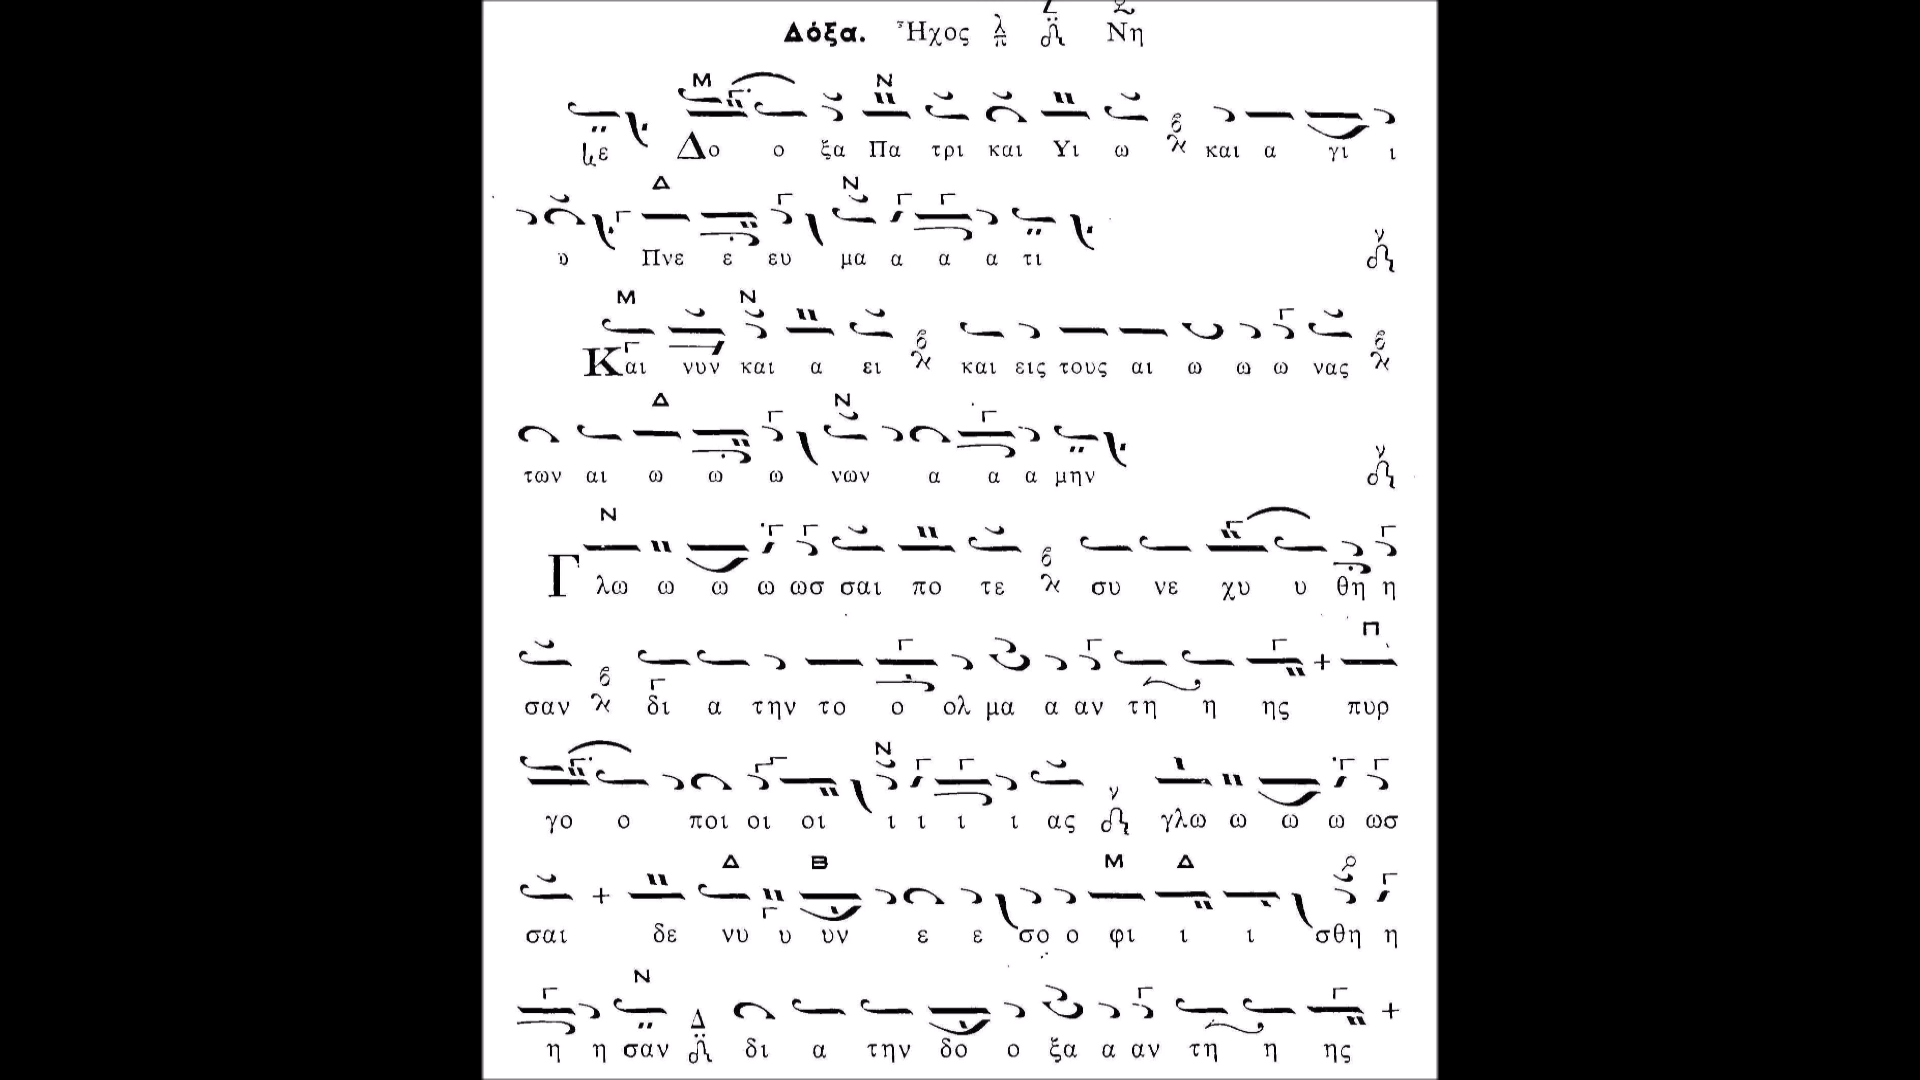 Δόξα. Ἦχος λ π Νη
Μ Ν
με Δο ο ξα Πα τρι και Υι ω και α γι ι
Δ Ν
υ Πνε ε ευ μα α α α τι
Μ Ν
Και νυν και α ει και εις τους αι ω ω ω νας
Δ Ν
των αι ω ω ω νων α α α μην
Ν
Γλω ω ω ω ωσ σαι πο τε συ νε χυ υ θη η
Π
σαν δι α την το ο ολ μα α αν τη η ης + πυρ
Ν
γο ο ποι οι οι ι ι ι ι ας γλω ω ω ω ωσ
Δ Β Μ Δ
σαι + δε νυ υ υν ε ε σο ο φι ι ι σθη η
Ν
η η σαν Δ δι α την δο ο ξα α αν τη η ης +